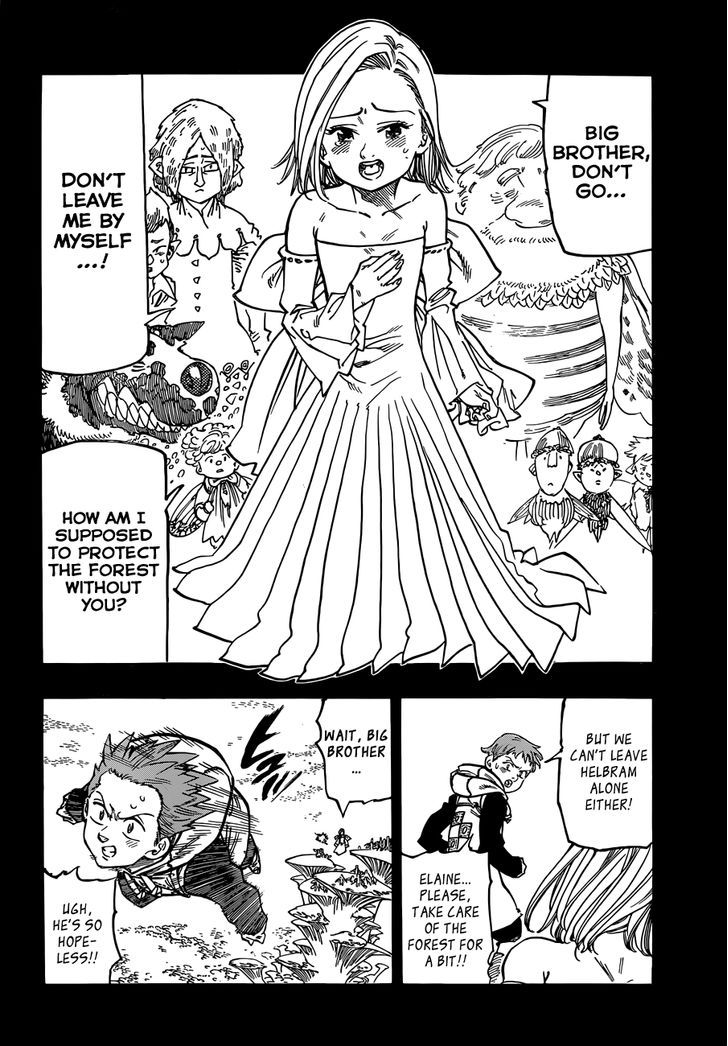 BIG
BROTHER,
DON'T
GO...
DON'T
LEAVE
ME BY
MYSELF
...!
HOW AM I
SUPPOSED
TO PROTECT
THE FOREST
WITHOUT
YOU?
BUT WE
CAN'T LEAVE
HELBRAM
ALONE
EITHER!
ELAINE...
PLEASE,
TAKE CARE
OF THE
FOREST FOR
A BIT!!
WAIT, BIG
BROTHER
...
UGH,
HE'S SO
HOPE-
LESS!!